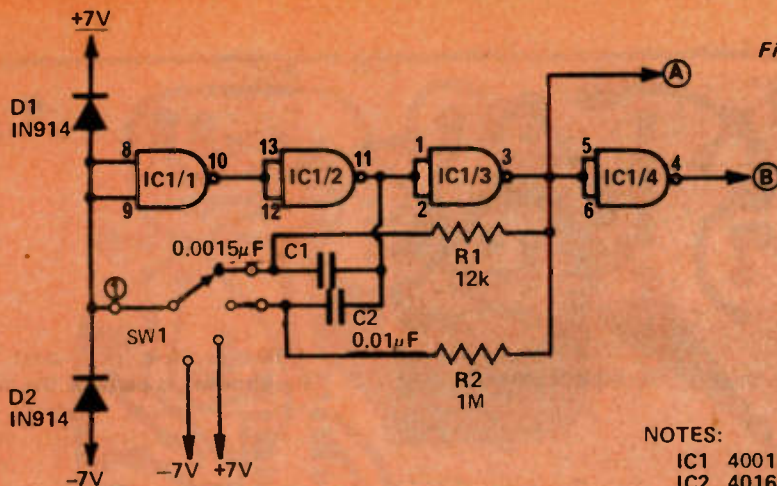 +7V
Fi
A
D1
IN914
8
9
IC1/1
10
13
12
IC1/2
11
1
2
IC1/3
3
5
6
IC1/4
4
B
0.0015µF
C1
R1
12k
1
SW1
C2
0.01µF
R2
1M
D2
IN914
-7V
-7V +7V
NOTES:
IC1 4001
IC2 4016